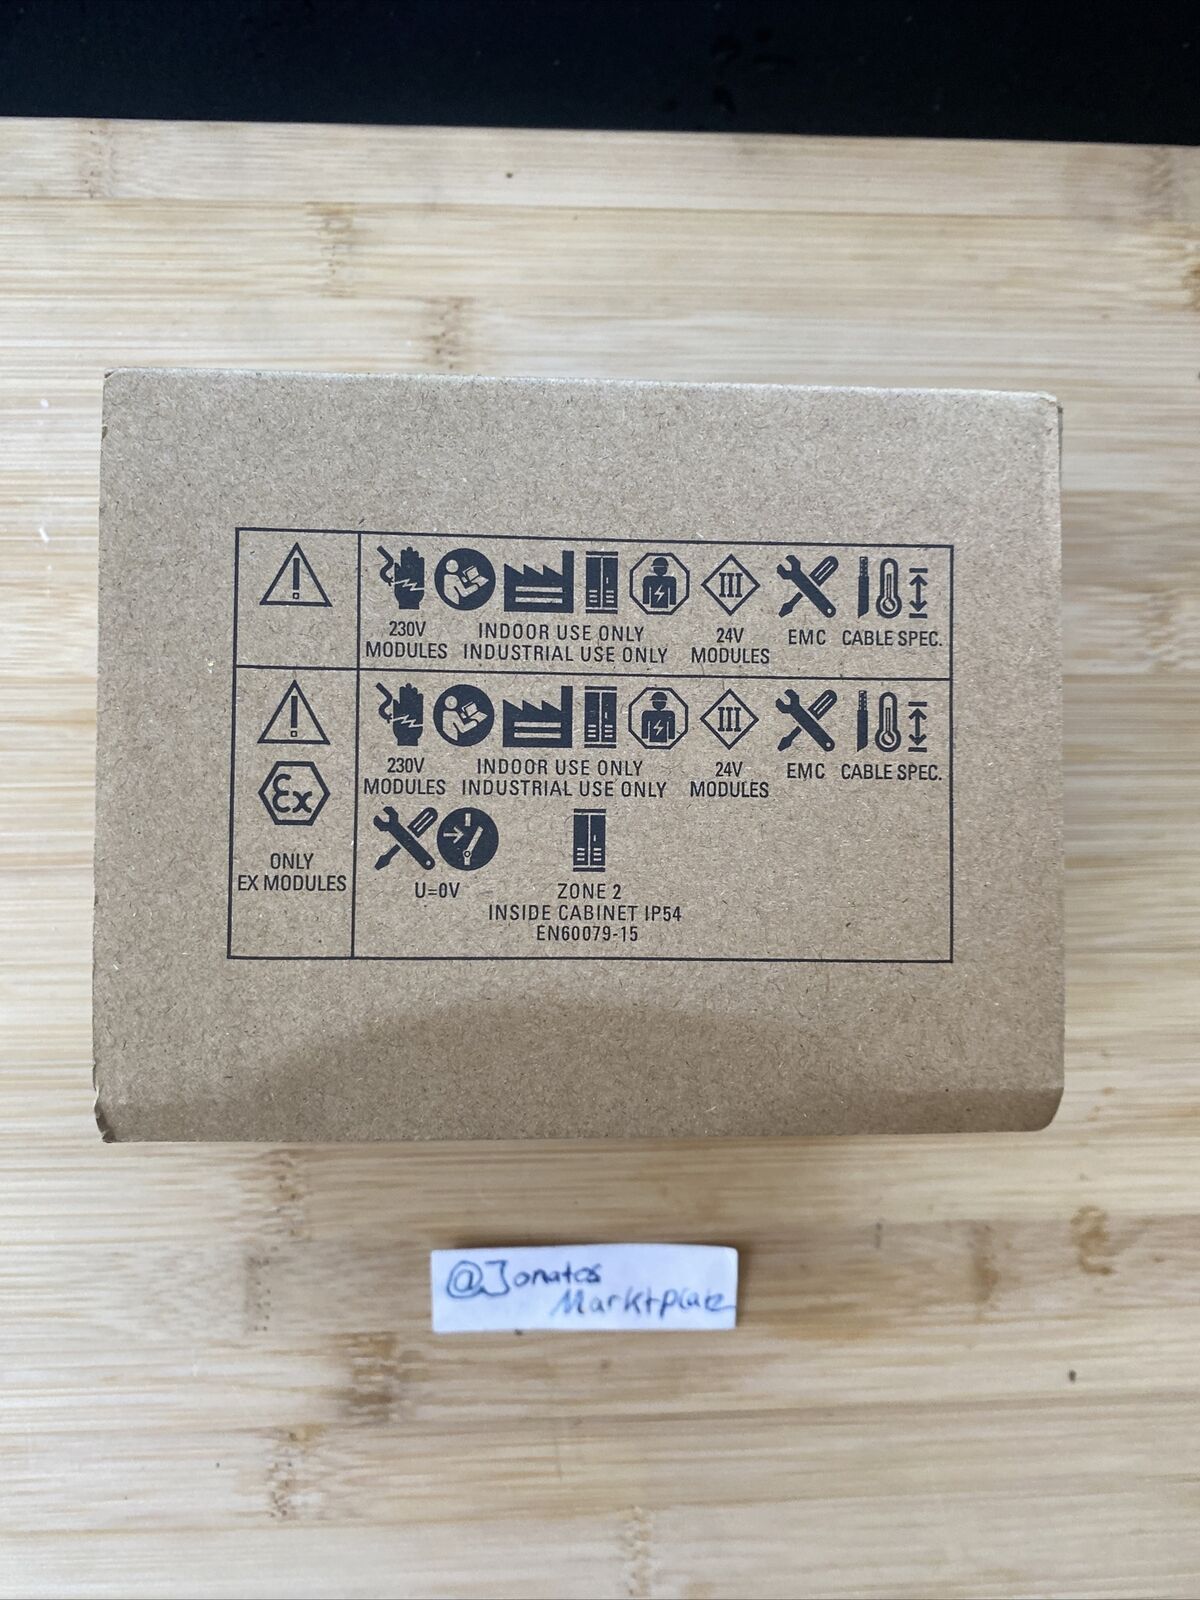 230V
MODULES
INDOOR USE ONLY
INDUSTRIAL USE ONLY
III
24V
MODULES
EMC
CABLE SPEC.
Ex
ONLY
EX MODULES
230V
MODULES
INDOOR USE ONLY
INDUSTRIAL USE ONLY
III
24V
MODULES
EMC
CABLE SPEC.
U=0V
ZONE 2
INSIDE CABINET IP54
EN60079-15
@Jonatos
Marktplatz